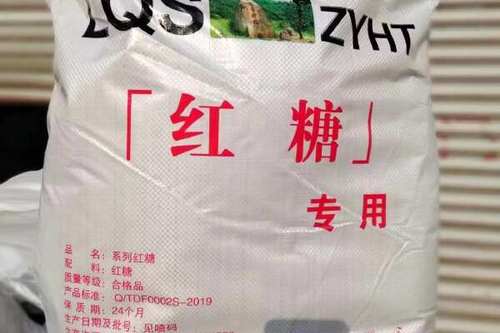 ZQS
ZYHT
「红糖」
专用
品 名：系列红糖
配 料：红糖
质量等级：合格品
产品标准：Q/TDF0002S-2019
保 质 期：24个月
生产日期及批号：见喷码